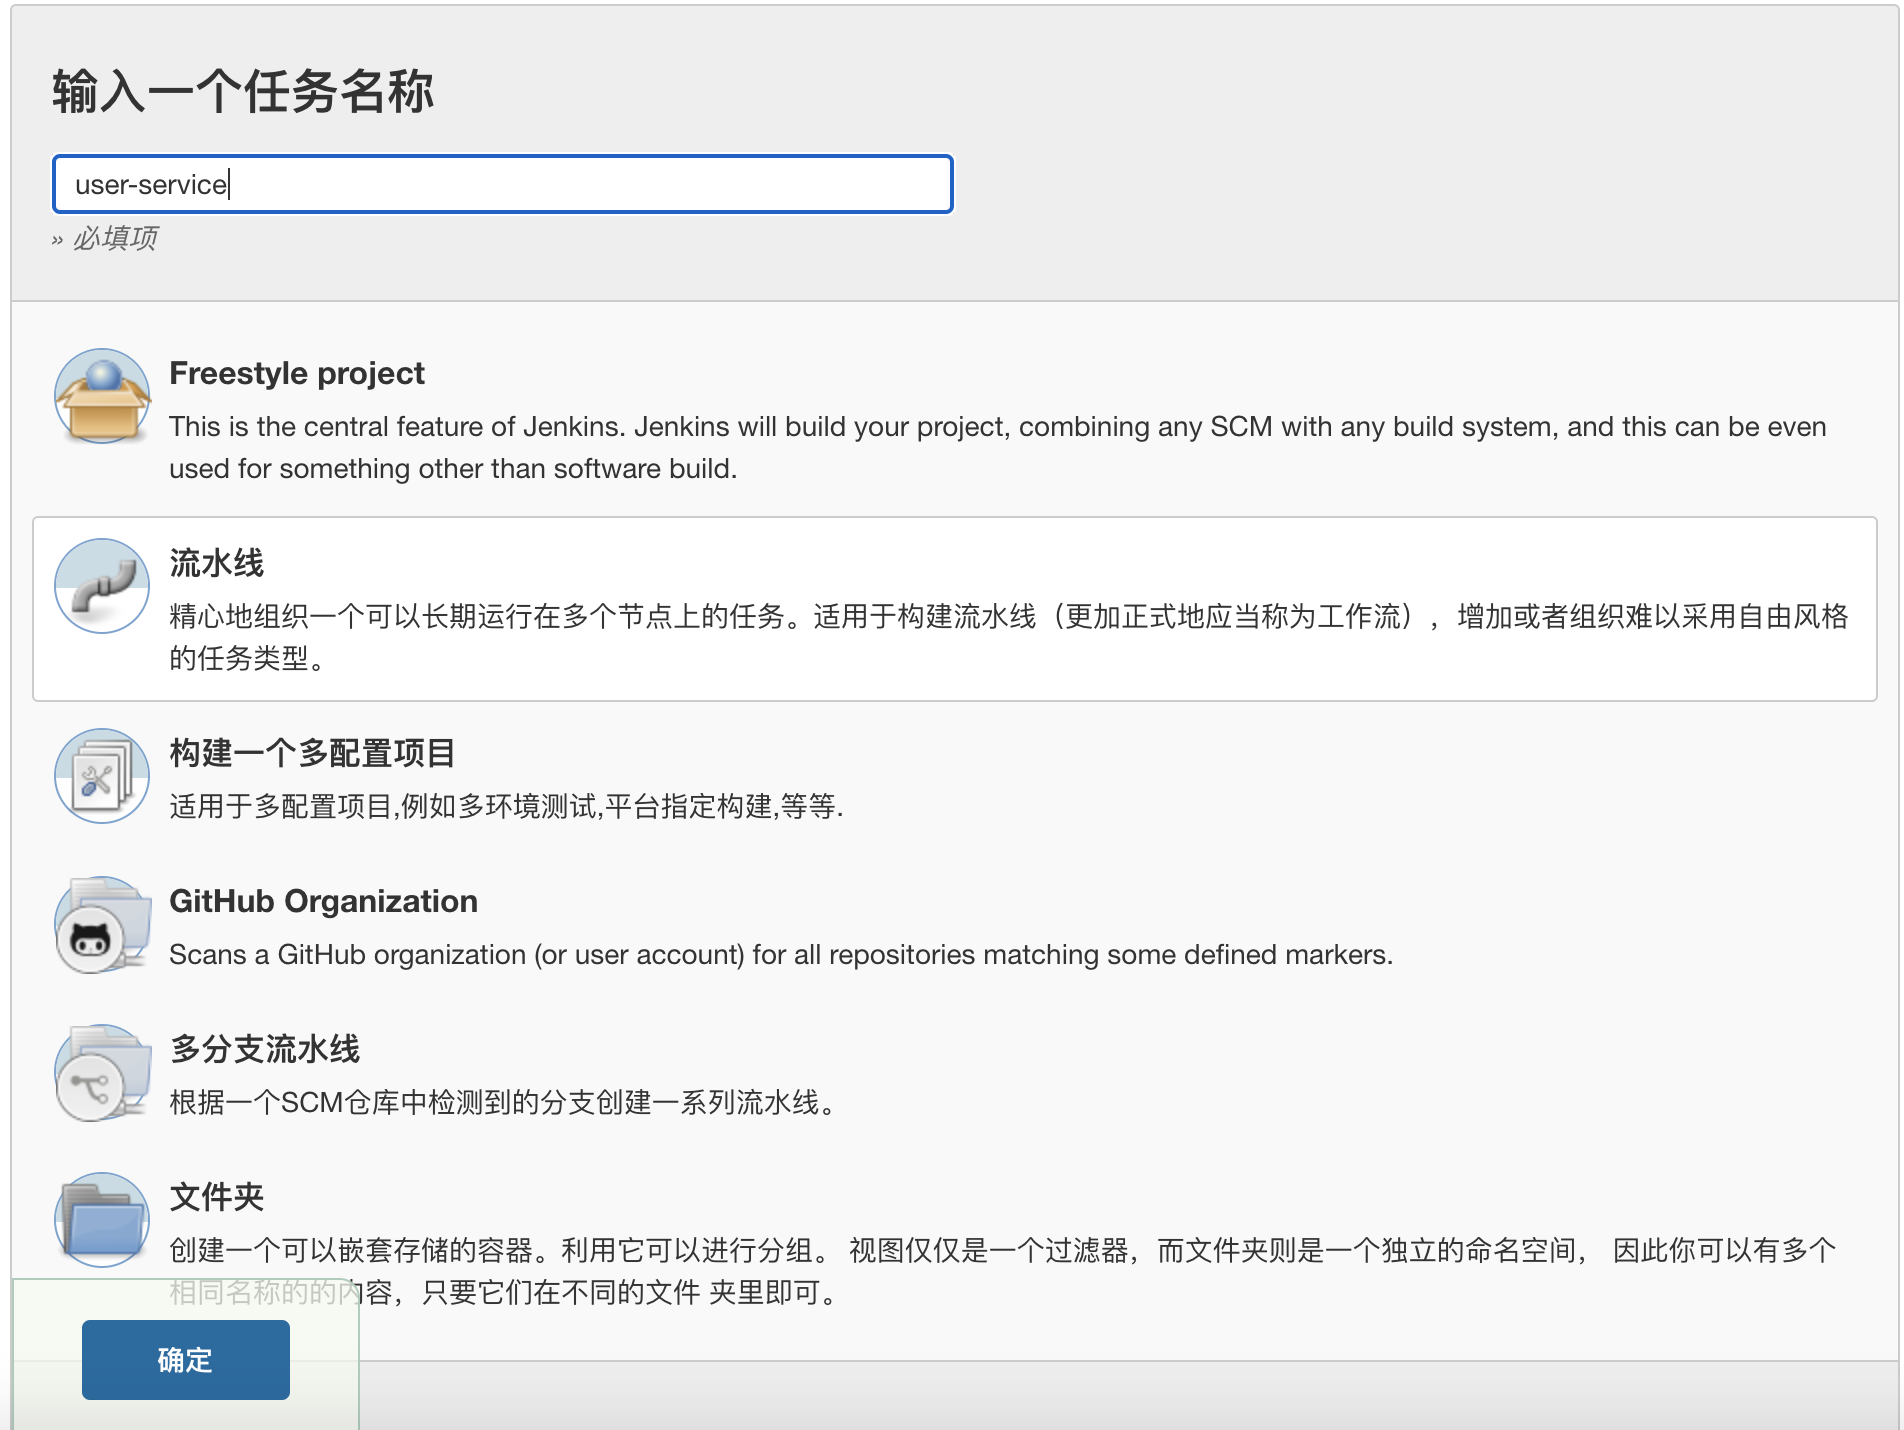 输入一个任务名称
user-service
» 必填项
Freestyle project
This is the central feature of Jenkins. Jenkins will build your project, combining any SCM with any build system, and this can be even
used for something other than software build.
流水线
精心地组织一个可以长期运行在多个节点上的任务。适用于构建流水线（更加正式地应当称为工作流），增加或者组织难以采用自由风格
的任务类型。
构建一个多配置项目
适用于多配置项目,例如多环境测试,平台指定构建,等等.
GitHub Organization
Scans a GitHub organization (or user account) for all repositories matching some defined markers.
多分支流水线
根据一个SCM仓库中检测到的分支创建一系列流水线。
文件夹
创建一个可以嵌套存储的容器。利用它可以进行分组。 视图仅仅是一个过滤器，而文件夹则是一个独立的命名空间， 因此你可以有多个
相同名称的的内容，只要它们在不同的文件 夹里即可。
确定